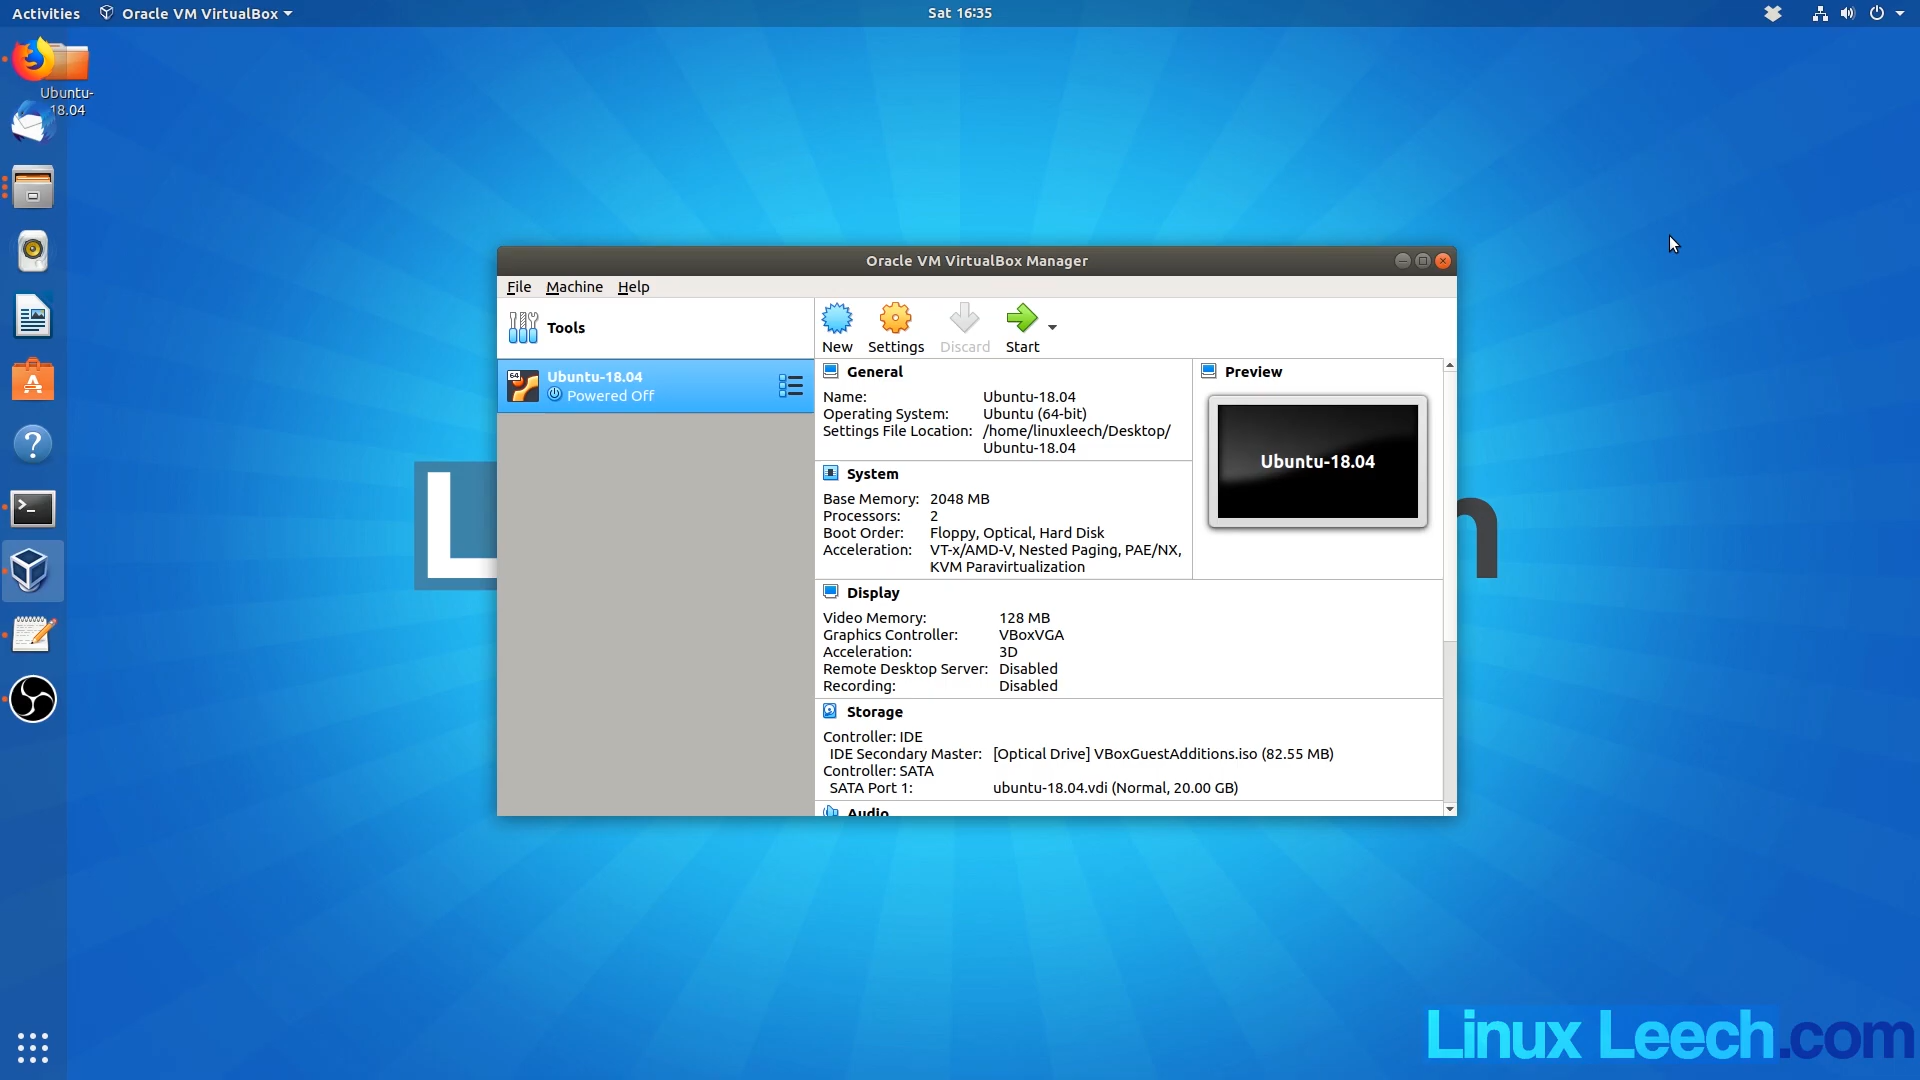 Activities
Oracle VM VirtualBox
Sat 16:35
Ubuntu-
18.04
Oracle VM VirtualBox Manager
File Machine Help
Tools
New Settings Discard Start
64
Ubuntu-18.04
Powered Off
General
Name: Ubuntu-18.04
Operating System: Ubuntu (64-bit)
Settings File Location: /home/linuxleech/Desktop/
Ubuntu-18.04
Preview
Ubuntu-18.04
System
Base Memory: 2048 MB
Processors: 2
Boot Order: Floppy, Optical, Hard Disk
Acceleration: VT-x/AMD-V, Nested Paging, PAE/NX,
KVM Paravirtualization
Display
Video Memory: 128 MB
Graphics Controller: VBoxVGA
Acceleration: 3D
Remote Desktop Server: Disabled
Recording: Disabled
Storage
Controller: IDE
IDE Secondary Master: [Optical Drive] VBoxGuestAdditions.iso (82.55 MB)
Controller: SATA
SATA Port 1: ubuntu-18.04.vdi (Normal, 20.00 GB)
Audio
L
Linux Leech.com